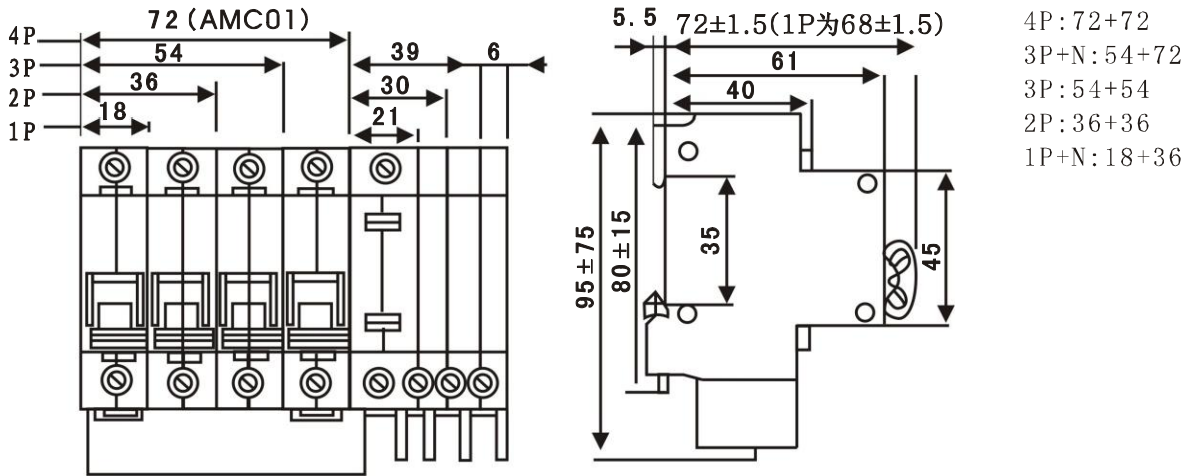 72 (AMC01)
4P
54
39
6
3P
36
30
2P
18
21
1P
5.5
72±1.5(1P为68±1.5)
61
40
95±75
80±15
35
45
4P:72+72
3P+N:54+72
3P:54+54
2P:36+36
1P+N:18+36